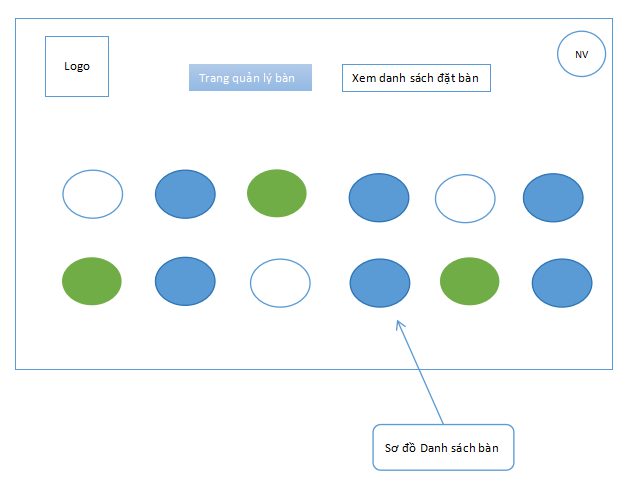 Logo
Trang quản lý bàn
Xem danh sách đặt bàn
NV
Sơ đồ Danh sách bàn